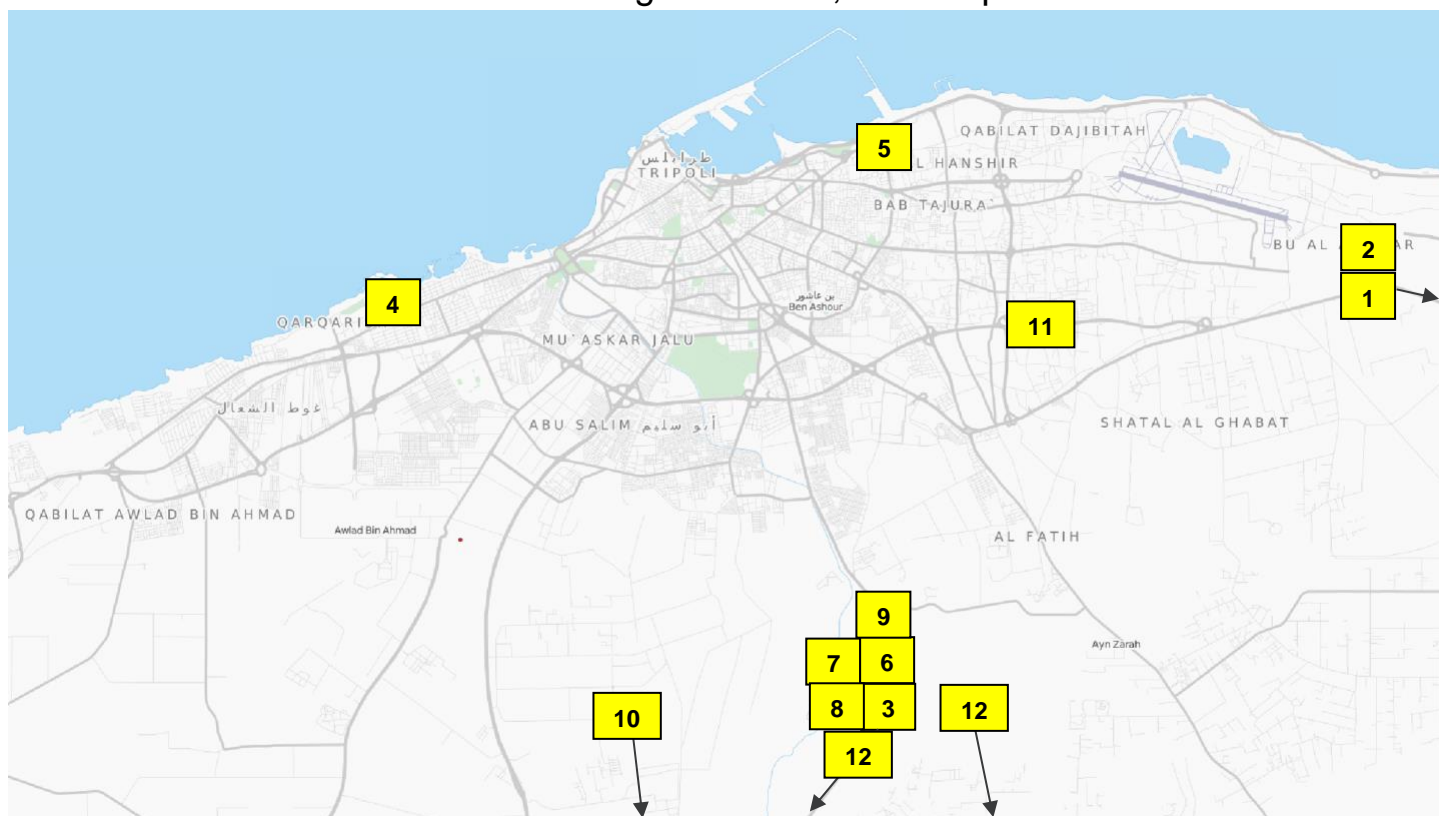 5
QABILAT DAJIBITAH
L HANSHIR
طرابلس
TRIPOLI
BAB TAJURA`
2
BU AL A
AR
1
4
QARQARI
بن عاشور
Ben Ashour
11
MU`ASKAR JALU
غوط الشعال
ABU SALIM أبو سليم
SHATAL AL GHABAT
QABILAT AWLAD BIN AHMAD
Awlad Bin Ahmad
AL FATIH
9
Ayn Zarah
7
6
10
8
3
12
12